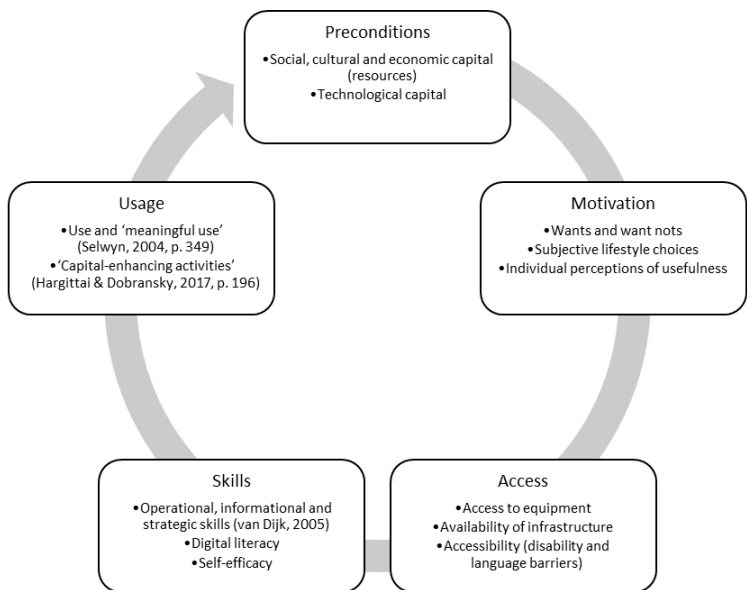 Preconditions
•Social, cultural and economic capital
(resources)
•Technological capital
Motivation
•Wants and want nots
•Subjective lifestyle choices
•Individual perceptions of usefulness
Access
•Access to equipment
•Availability of infrastructure
•Accessibility (disability and
language barriers)
Skills
•Operational, informational and
strategic skills (van Dijk, 2005)
•Digital literacy
•Self-efficacy
Usage
•Use and ‘meaningful use’
(Selwyn, 2004, p. 349)
•‘Capital-enhancing activities’
(Hargittai & Dobransky, 2017, p. 196)